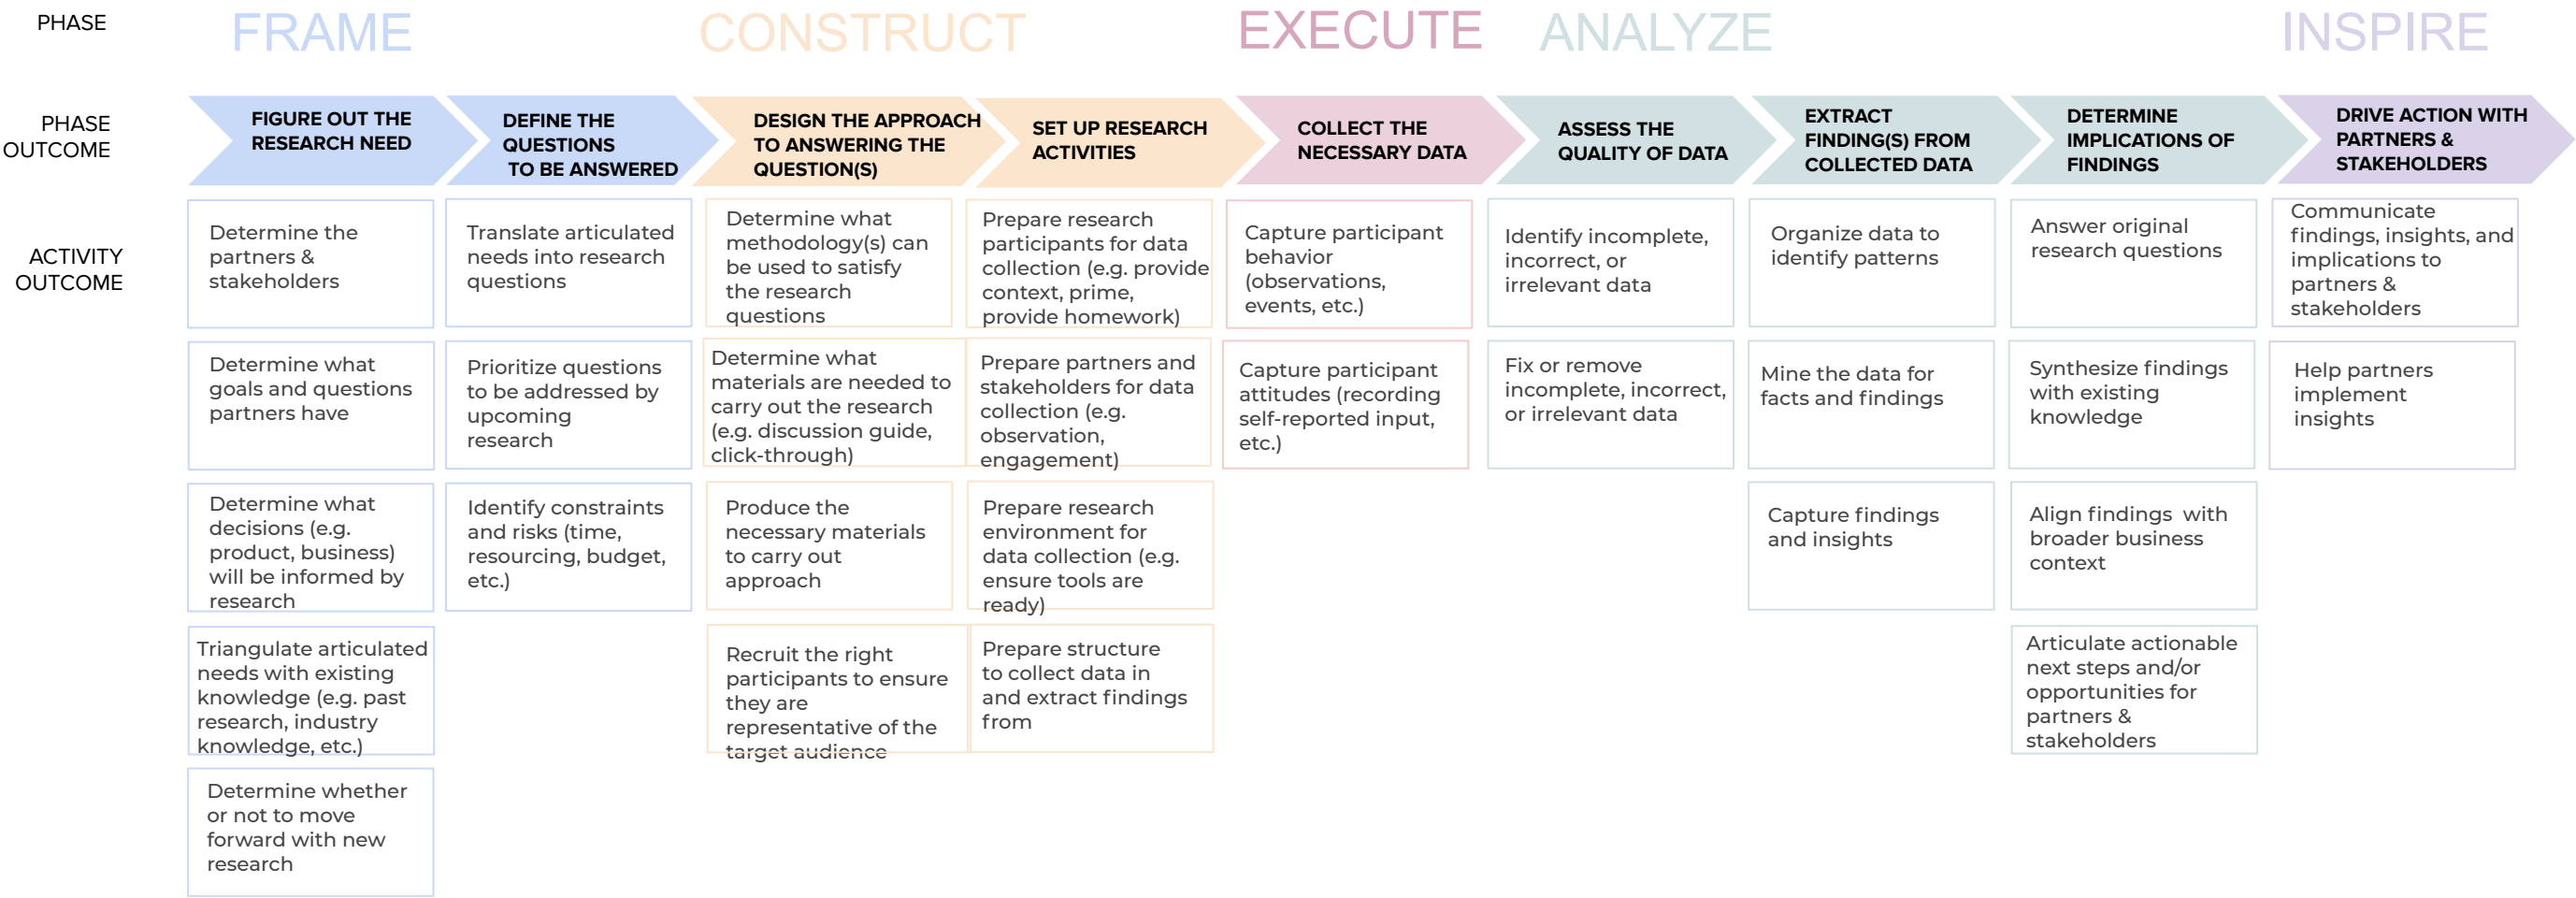 PHASE
FRAME
CONSTRUCT
EXECUTE
ANALYZE
INSPIRE
PHASE
OUTCOME
FIGURE OUT THE
RESEARCH NEED
DEFINE THE
QUESTIONS
TO BE ANSWERED
DESIGN THE APPROACH
TO ANSWERING THE
QUESTION(S)
SET UP RESEARCH
ACTIVITIES
COLLECT THE
NECESSARY DATA
ASSESS THE
QUALITY OF DATA
EXTRACT
FINDING(S) FROM
COLLECTED DATA
DETERMINE
IMPLICATIONS OF
FINDINGS
DRIVE ACTION WITH
PARTNERS &
STAKEHOLDERS
ACTIVITY
OUTCOME
Determine the
partners &
stakeholders
Translate articulated
needs into research
questions
Determine what
methodology(s) can
be used to satisfy
the research
questions
Prepare research
participants for data
collection (e.g. provide
context, prime,
provide homework)
Capture participant
behavior
(observations,
events, etc.)
Identify incomplete,
incorrect, or
irrelevant data
Organize data to
identify patterns
Answer original
research questions
Communicate
findings, insights, and
implications to
partners &
stakeholders
Determine what
goals and questions
partners have
Prioritize questions
to be addressed by
upcoming
research
Determine what
materials are needed to
carry out the research
(e.g. discussion guide,
click-through)
Prepare partners and
stakeholders for data
collection (e.g.
observation,
engagement)
Capture participant
attitudes (recording
self-reported input,
etc.)
Fix or remove
incomplete, incorrect,
or irrelevant data
Mine the data for
facts and findings
Synthesize findings
with existing
knowledge
Help partners
implement
insights
Determine what
decisions (e.g.
product, business)
will be informed by
research
Identify constraints
and risks (time,
resourcing, budget,
etc.)
Produce the
necessary materials
to carry out
approach
Prepare research
environment for
data collection (e.g.
ensure tools are
ready)
Capture findings
and insights
Align findings with
broader business
context
Triangulate articulated
needs with existing
knowledge (e.g. past
research, industry
knowledge, etc.)
Recruit the right
participants to ensure
they are
representative of the
target audience
Prepare structure
to collect data in
and extract findings
from
Articulate actionable
next steps and/or
opportunities for
partners &
stakeholders
Determine whether
or not to move
forward with new
research